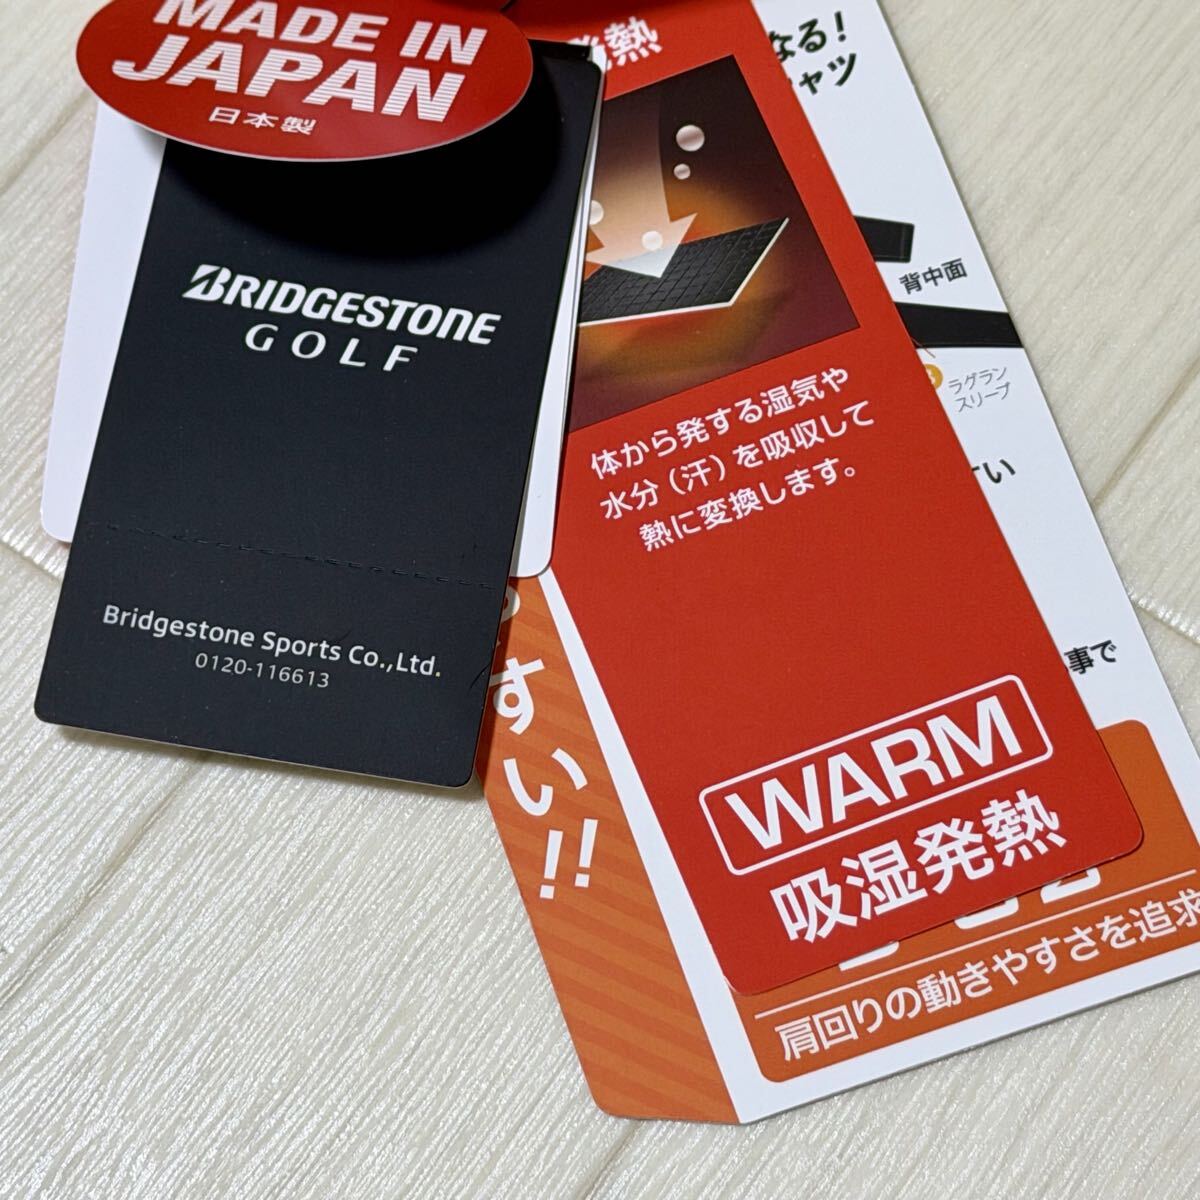 MADE IN
JAPAN
日本製
BRIDGESTONE
GOLF
Bridgestone Sports Co.,Ltd.
0120-116613
発熱
体から発する湿気や
水分（汗）を吸収して
熱に変換します。
WARM
吸湿発熱
なる！
シャツ
背中面
ラグラン
スリーブ
すい
事で
すい!!
肩回りの動きやすさを追求